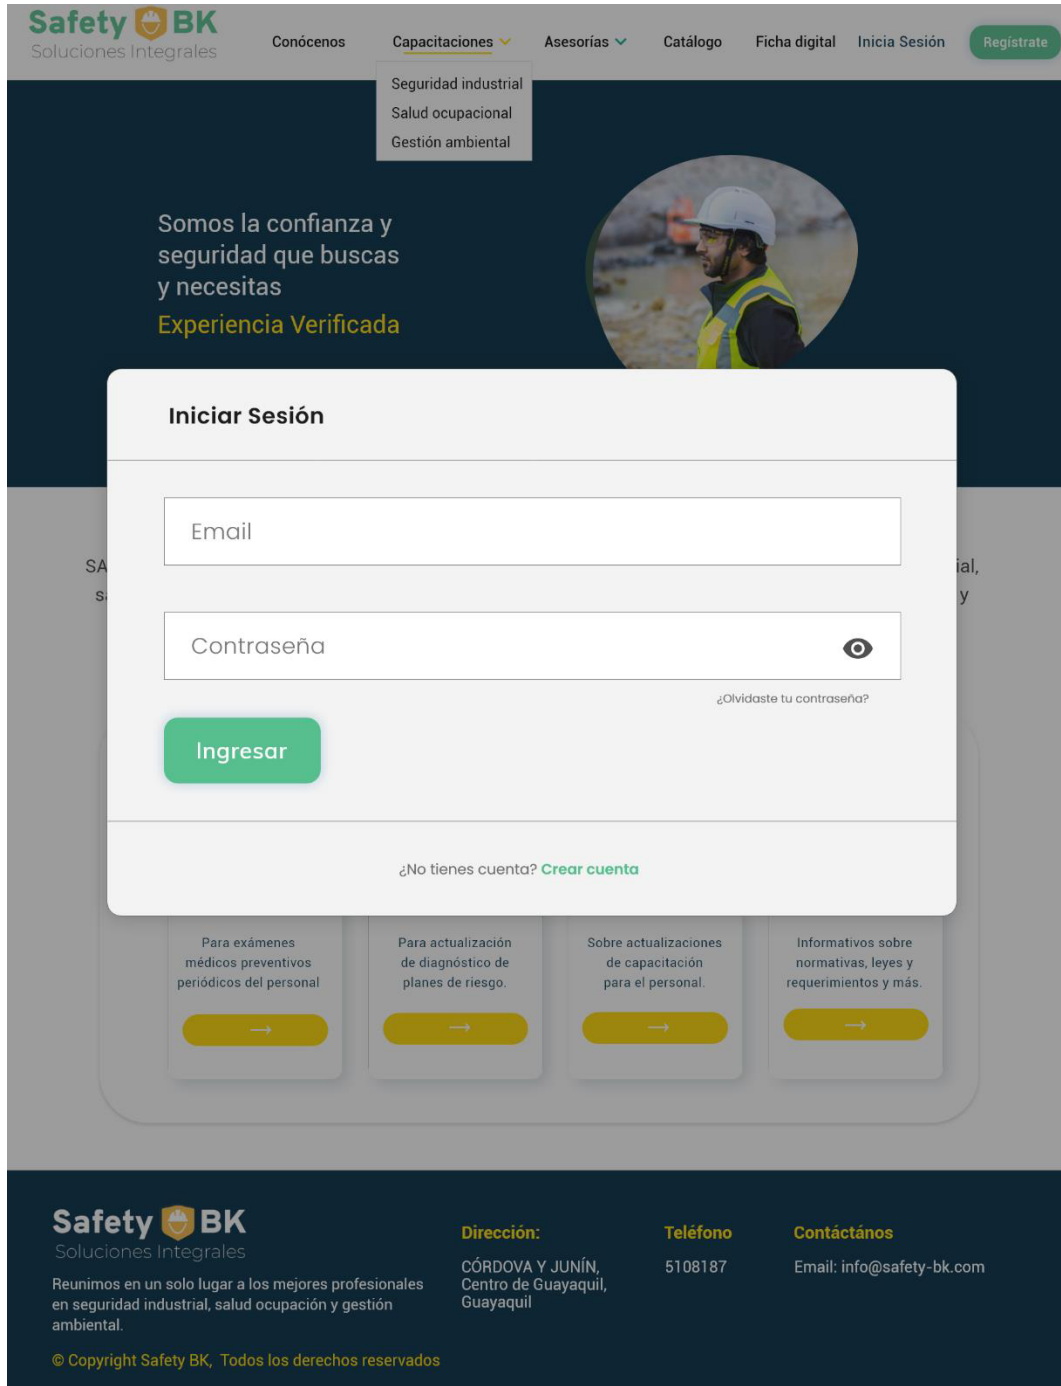 Safety BK
Soluciones Integrales
Conócenos
Capacitaciones
Asesorías
Catálogo
Ficha digital
Inicia Sesión
Regístrate
Seguridad industrial
Salud ocupacional
Gestión ambiental
Somos la confianza y
seguridad que buscas
y necesitas
Experiencia Verificada
Iniciar Sesión
Email
Contraseña
¿Olvidaste tu contraseña?
Ingresar
¿No tienes cuenta? Crear cuenta
Para exámenes
médicos preventivos
periódicos del personal
Para actualización
de diagnóstico de
planes de riesgo.
Sobre actualizaciones
de capacitación
para el personal.
Informativos sobre
normativas, leyes y
requerimientos y más.
Safety BK
Soluciones Integrales
Reunimos en un solo lugar a los mejores profesionales
en seguridad industrial, salud ocupación y gestión
ambiental.
© Copyright Safety BK, Todos los derechos reservados
Dirección:
CÓRDOVA Y JUNÍN,
Centro de Guayaquil,
Guayaquil
Teléfono
5108187
Contáctános
Email: info@safety-bk.com